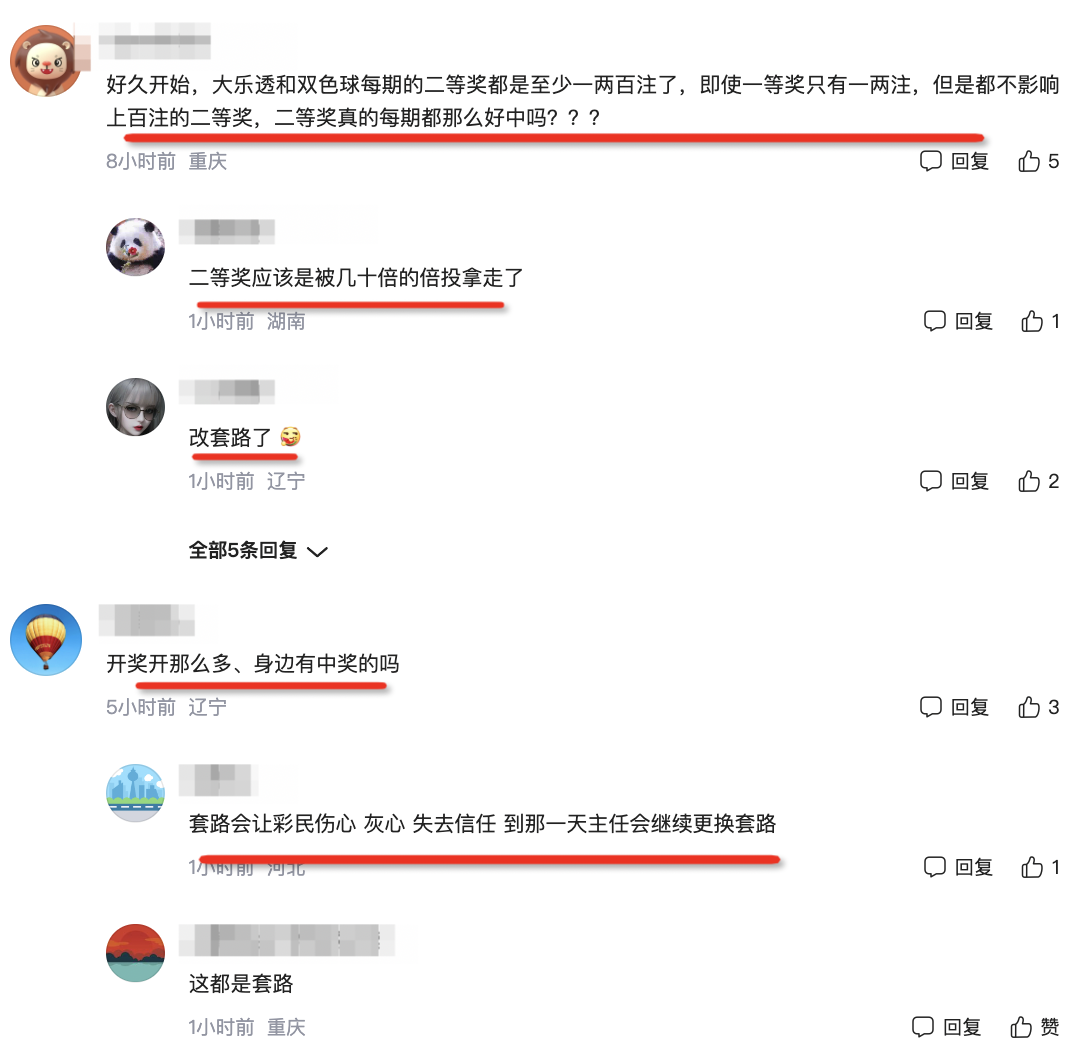 好久开始，大乐透和双色球每期的二等奖都是至少一两百注了，即使一等奖只有一两注，但是都不影响
上百注的二等奖，二等奖真的每期都那么好中吗？？？
8小时前 重庆 回复 5
二等奖应该是被几十倍的倍投拿走了
1小时前 湖南 回复 1
改套路了
1小时前 辽宁 回复 2
全部5条回复
开奖开那么多、身边有中奖的吗
5小时前 辽宁 回复 3
套路会让彩民伤心 灰心 失去信任 到那一天主任会继续更换套路
1小时前 河北 回复 1
这都是套路
1小时前 重庆 回复 赞